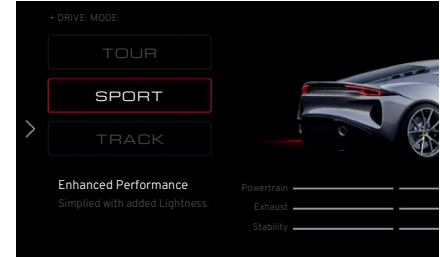 + DRIVE MODE
TOUR
SPORT
TRACK
Enhanced Performance
Simplied with added Lightness.
Powertrain
Exhaust
Stability